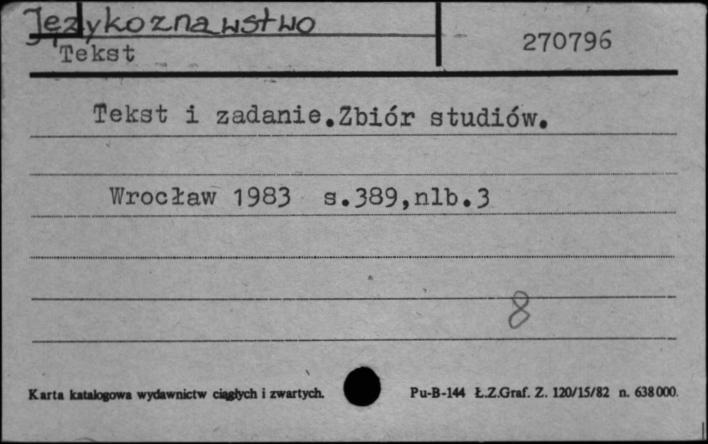 Językoznawstwo
Tekst 270796
Tekst i zadanie.Zbiór studiów.
Wrocław 1983 s.389,nlb.3
8
Karta katalogowa wydawnictw ciągłych i zwartych. Pu-B-144 Ł.Z.Graf. Z. 120/15/82 n. 638000.